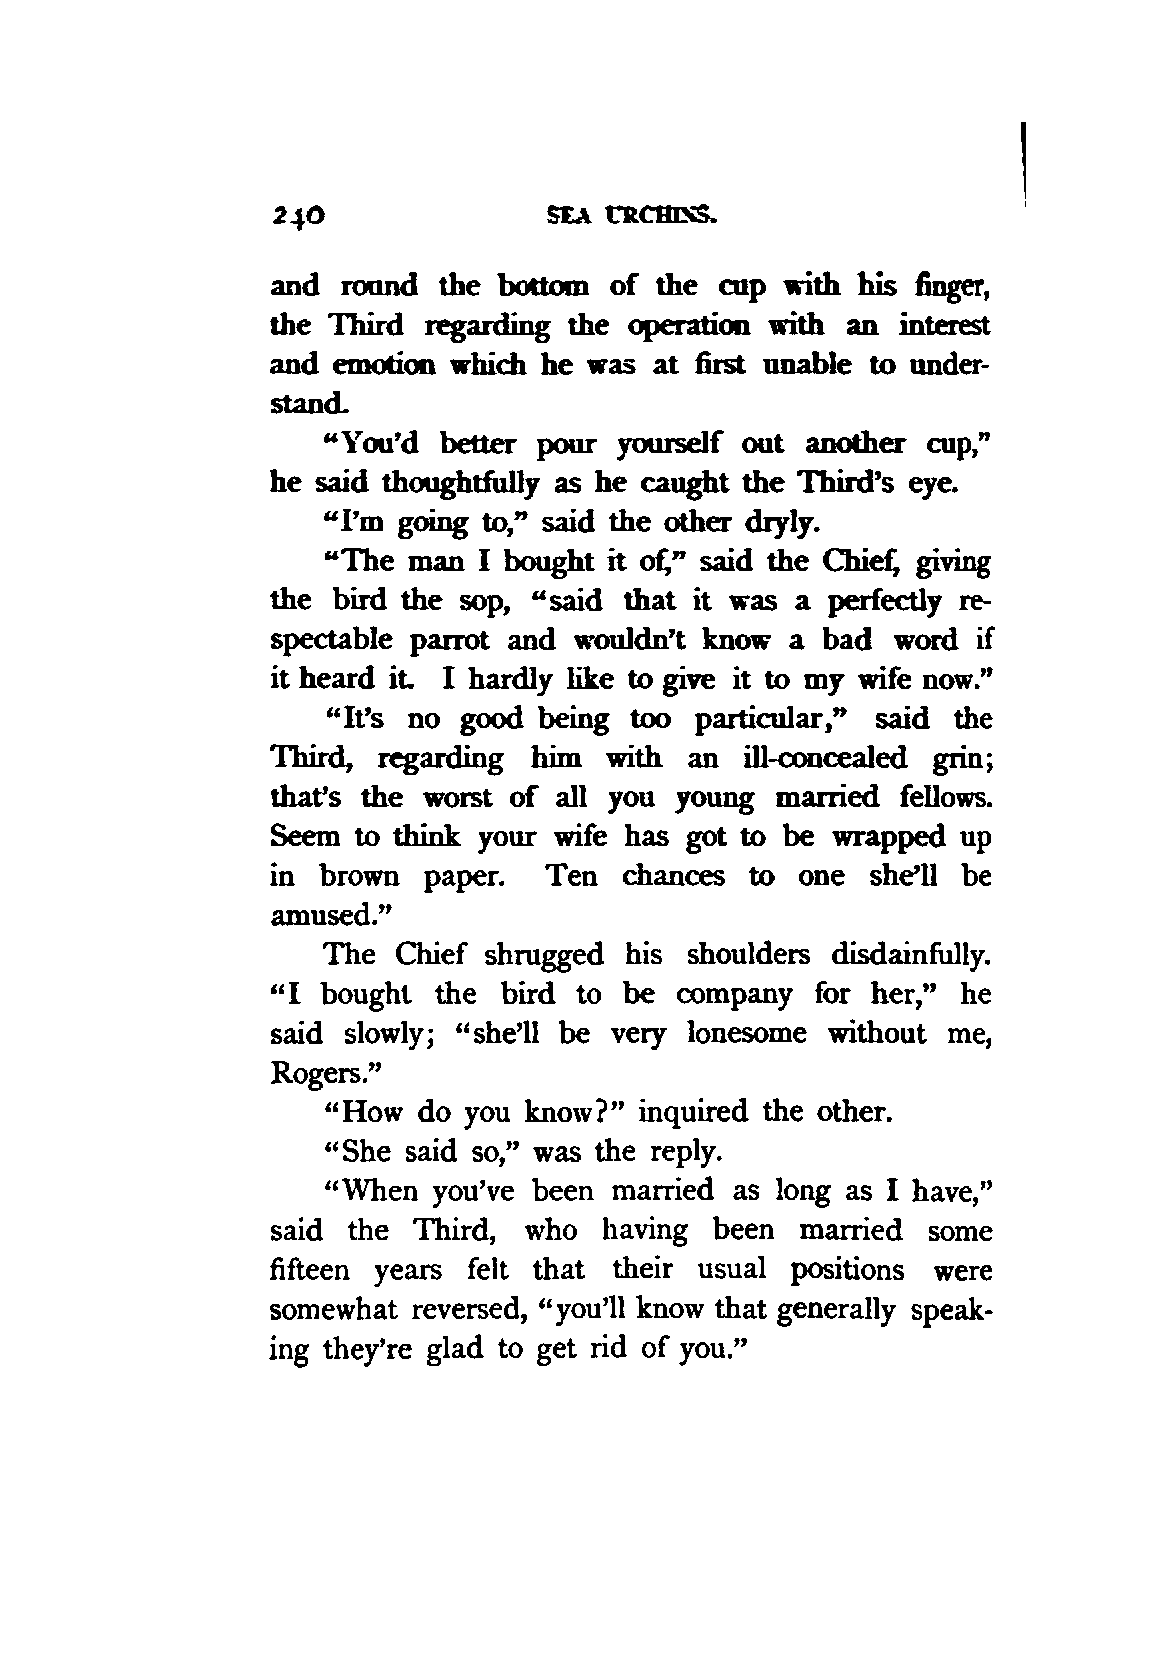 240 SEA URCHINS.
and round the bottom of the cup with his finger,
the Third regarding the operation with an interest
and emotion which he was at first unable to under-
stand.
“You’d better pour yourself out another cup,”
he said thoughtfully as he caught the Third’s eye.
“I’m going to,” said the other dryly.
“The man I bought it of,” said the Chief, giving
the bird the sop, “said that it was a perfectly re-
spectable parrot and wouldn’t know a bad word if
it heard it. I hardly like to give it to my wife now.”
“It’s no good being too particular,” said the
Third, regarding him with an ill-concealed grin;
that’s the worst of all you young married fellows.
Seem to think your wife has got to be wrapped up
in brown paper. Ten chances to one she’ll be
amused.”
The Chief shrugged his shoulders disdainfully.
“I bought the bird to be company for her,” he
said slowly; “she’ll be very lonesome without me,
Rogers.”
“How do you know?” inquired the other.
“She said so,” was the reply.
“When you’ve been married as long as I have,”
said the Third, who having been married some
fifteen years felt that their usual positions were
somewhat reversed, “you’ll know that generally speak-
ing they’re glad to get rid of you.”